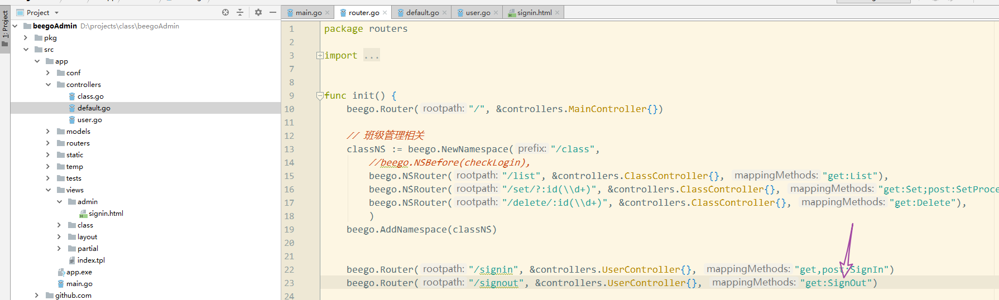 Project
main.go
router.go
default.go
user.go
signin.html
1: Project
beegoAdmin D:\projects\class\beegoAdmin
pkg
src
app
conf
controllers
class.go
default.go
user.go
models
routers
static
temp
tests
views
admin
signin.html
class
layout
partial
index.tpl
app.exe
main.go
github.com
1 package routers
2
3 import ...
7
8
9 func init() {
10 beego.Router( rootpath: "/", &controllers.MainController{})
11
12 // 班级管理相关
13 classNS := beego.NewNamespace( prefix: "/class",
14 //beego.NSBefore(checkLogin),
15 beego.NSRouter( rootpath: "/list", &controllers.ClassController{}, mappingMethods: "get:List"),
16 beego.NSRouter( rootpath: "/set/?:id(\\d+)", &controllers.ClassController{}, mappingMethods: "get:Set;post:SetProce
17 beego.NSRouter( rootpath: "/delete/:id(\\d+)", &controllers.ClassController{}, mappingMethods: "get:Delete"),
18 )
19 beego.AddNamespace(classNS)
20
21
22 beego.Router( rootpath: "/signin", &controllers.UserController{}, mappingMethods: "get,post:SignIn")
23 beego.Router( rootpath: "/signout", &controllers.UserController{}, mappingMethods: "get:SignOut")
24